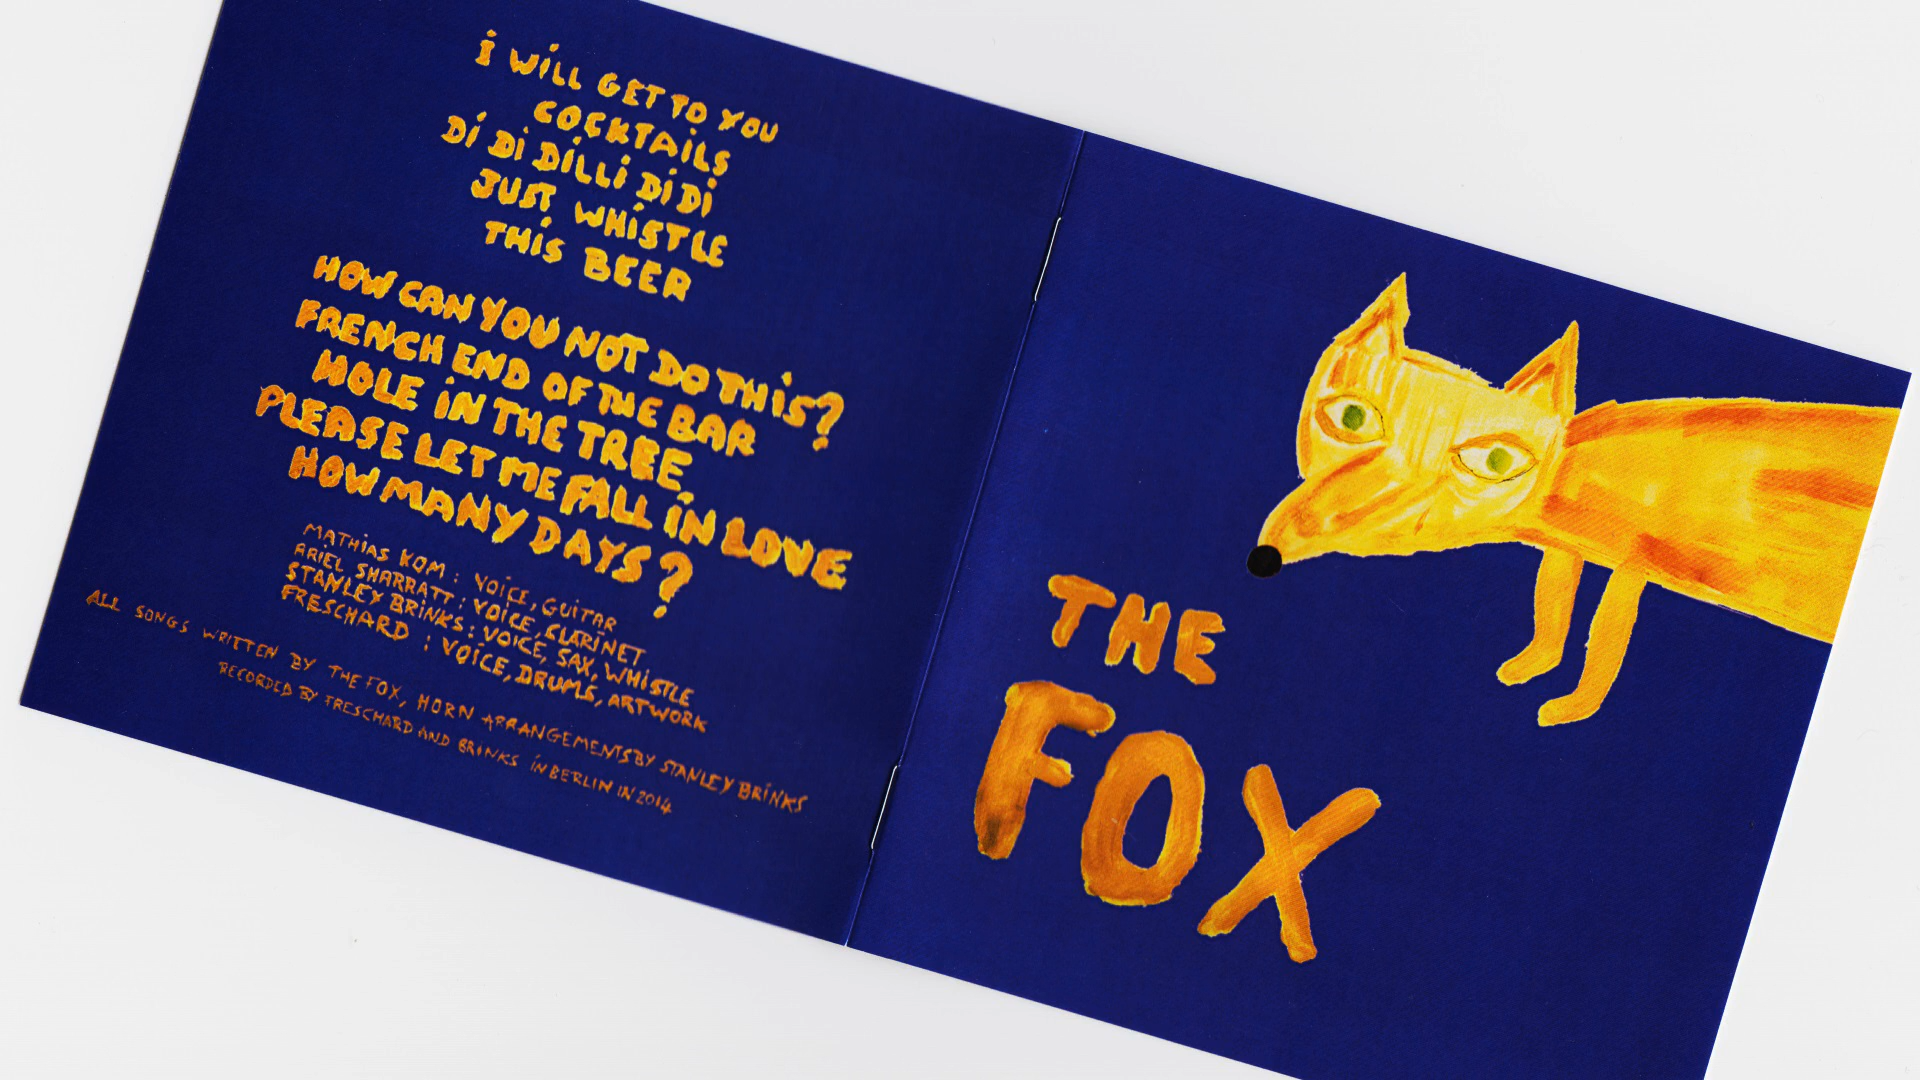 I WILL GET TO YOU
COCKTAILS
DI DI DILLI DI DI
JUST WHISTLE
THIS BEER
HOW CAN YOU NOT DO THIS?
FRENCH END OF THE BAR
HOLE IN THE TREE
PLEASE LET ME FALL IN LOVE
HOW MANY DAYS?
MATHIAS KOM : VOICE, GUITAR
ARIEL SHARRATT : VOICE, CLARINET
STANLEY BRINKS : VOICE, SAX, WHISTLE
FRESCHARD : VOICE, DRUMS, ARTWORK
ALL SONGS WRITTEN BY THE FOX, HORN ARRANGEMENTS BY STANLEY BRINKS
RECORDED BY FRESCHARD AND BRINKS IN BERLIN IN 2014
THE
FOX